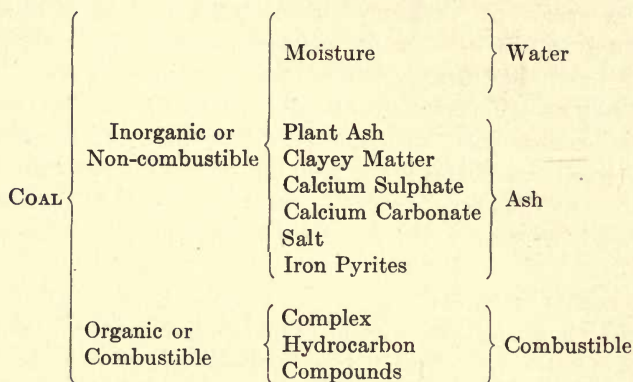 Moisture Water
Inorganic or Plant Ash
Non-combustible Clayey Matter
Calcium Sulphate
COAL Calcium Carbonate Ash
Salt
Iron Pyrites
Organic or Complex
Combustible Hydrocarbon Combustible
Compounds